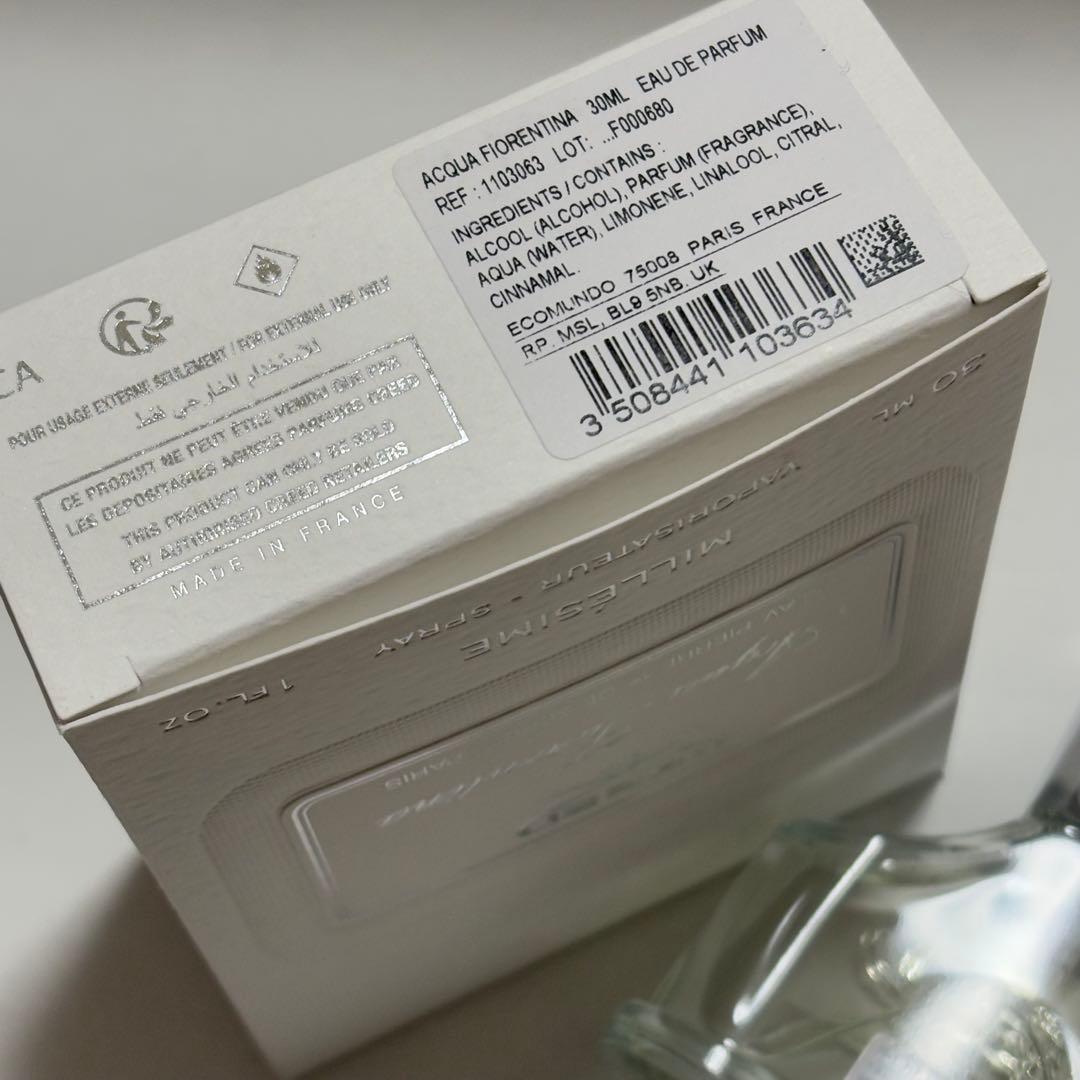 ACQUA FIORENTINA 30ML EAU DE PARFUM
REF : 1103063 LOT: ...F000680
INGREDIENTS / CONTAINS :
ALCOOL (ALCOHOL), PARFUM (FRAGRANCE),
AQUA (WATER), LIMONENE, LINALOOL, CITRAL,
CINNAMAL.
ECOMUNDO 75008 PARIS FRANCE
RP. MSL, BL9 5NB. UK
3 508441 103634
CA
POUR USAGE EXTERNE SEULEMENT / FOR EXTERNAL USE ONLY
للاستخدام الخارجي فقط
CE PRODUIT NE PEUT ÊTRE VENDU QUE PAR
LES DEPOSITAIRES AGREES PARFUMS CREED
THIS PRODUCT CAN ONLY BE SOLD
BY AUTHORISED CREED RETAILERS
MADE IN FRANCE
1 FL. OZ
30 ML
VAPORISATEUR - SPRAY
MILLÉSIME
PARIS